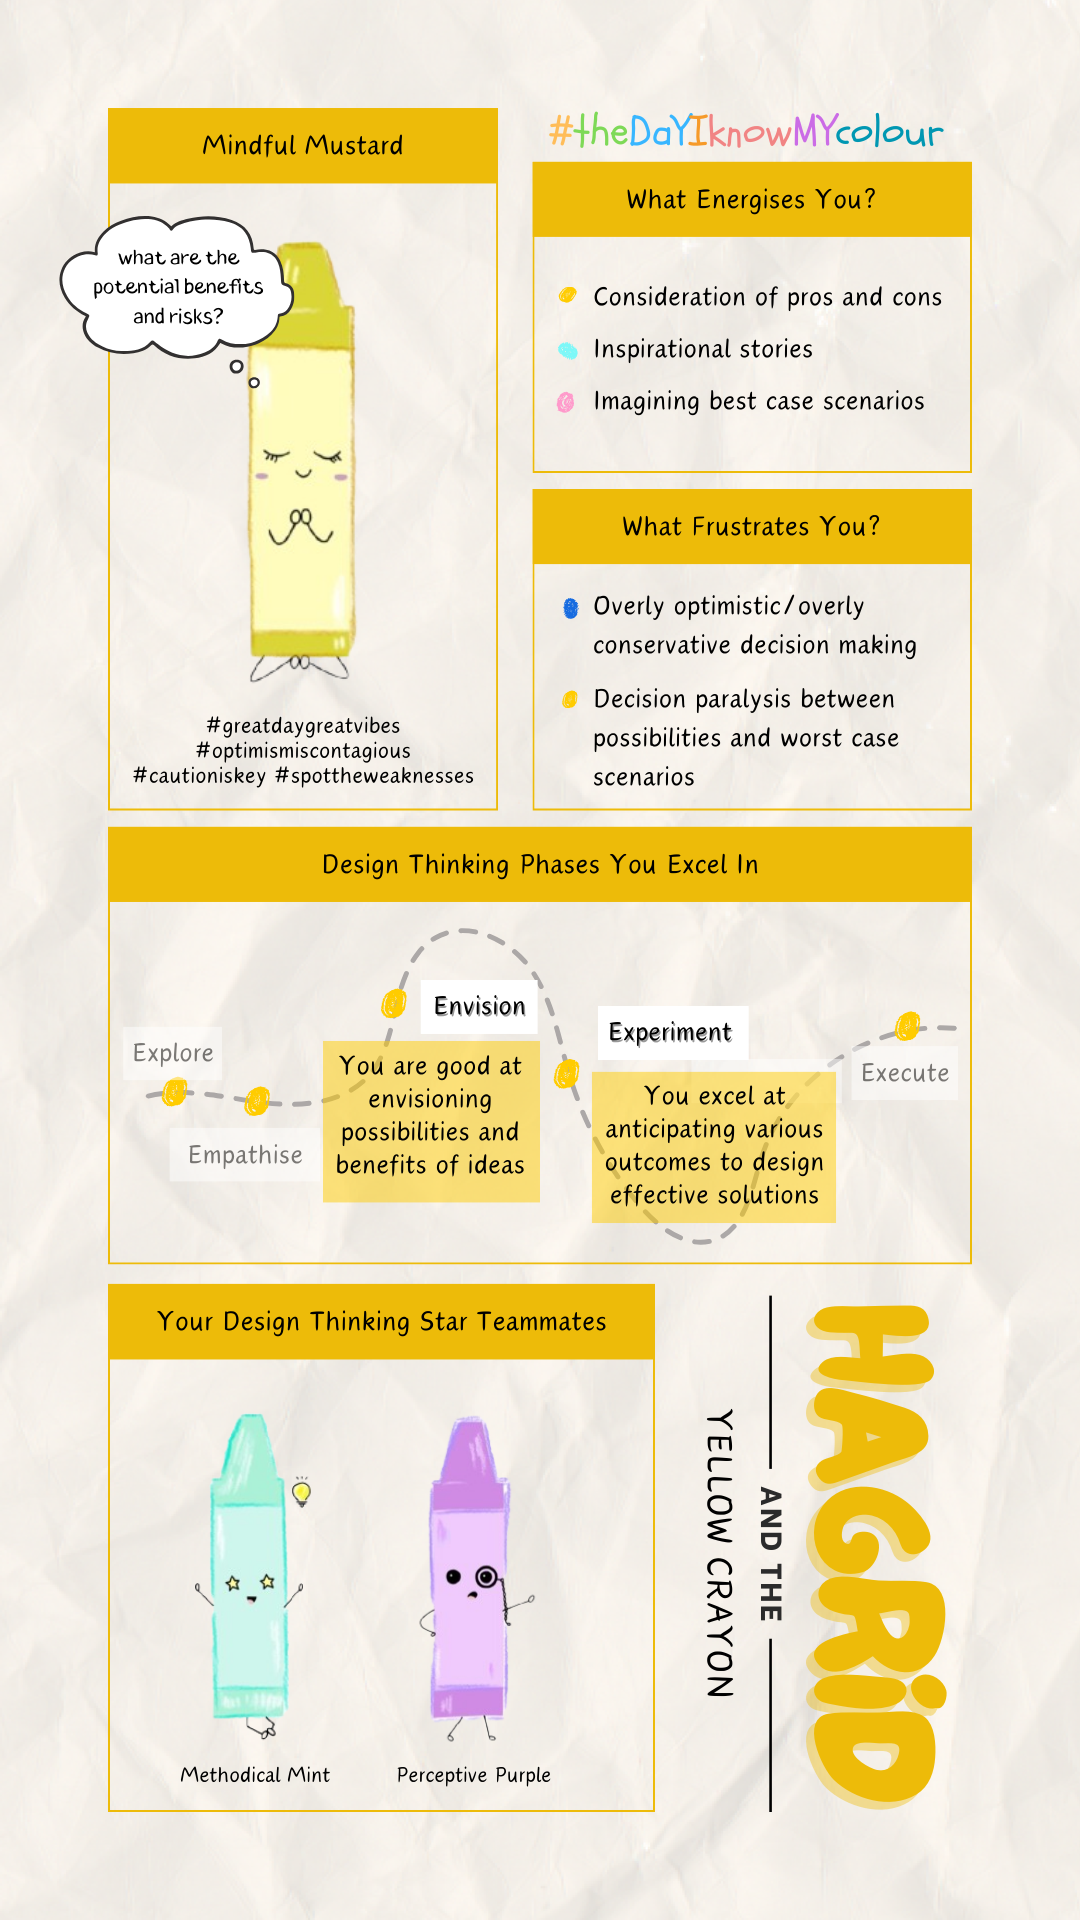 Mindful Mustard
what are the
potential benefits
and risks?
#greatdaygreatvibes
#optimismiscontagious
#cautioniskey #spottheweaknesses
#theDaYIknowMYcolour
What Energises You?
Consideration of pros and cons
Inspirational stories
Imagining best case scenarios
What Frustrates You?
Overly optimistic/overly
conservative decision making
Decision paralysis between
possibilities and worst case
scenarios
Design Thinking Phases You Excel In
Explore
Empathise
Envision
You are good at
envisioning
possibilities and
benefits of ideas
Experiment
You excel at
anticipating various
outcomes to design
effective solutions
Execute
Your Design Thinking Star Teammates
Methodical Mint
Perceptive Purple
HAGRiD
AND THE
YELLOW CRAYON